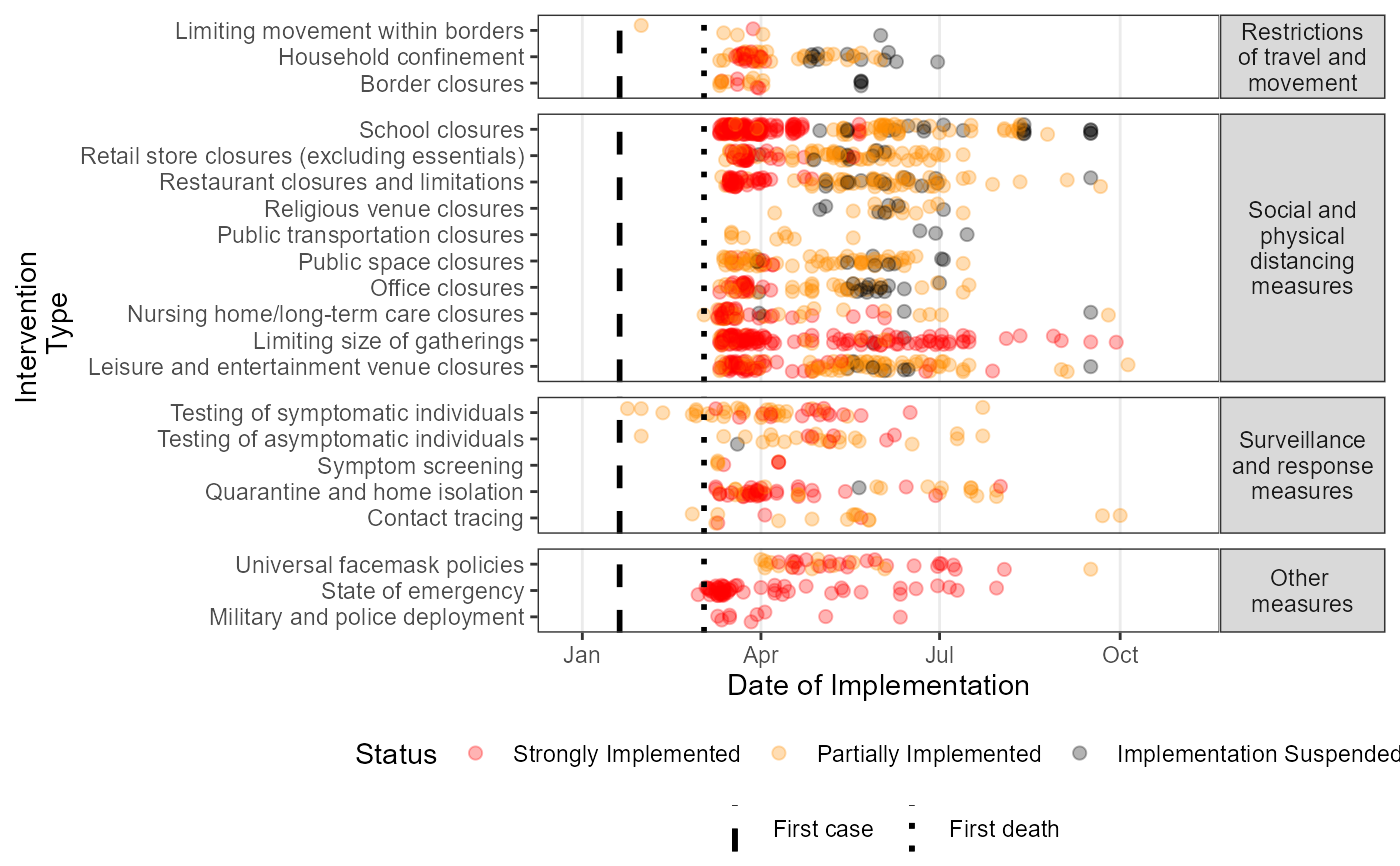 Limiting movement within borders
Household confinement
Border closures
Restrictions
of travel and
movement
School closures
Retail store closures (excluding essentials)
Restaurant closures and limitations
Religious venue closures
Public transportation closures
Public space closures
Office closures
Nursing home/long-term care closures
Limiting size of gatherings
Leisure and entertainment venue closures
Social and
physical
distancing
measures
Testing of symptomatic individuals
Testing of asymptomatic individuals
Symptom screening
Quarantine and home isolation
Contact tracing
Surveillance
and response
measures
Universal facemask policies
State of emergency
Military and police deployment
Other
measures
Intervention
Type
Jan Apr Jul Oct
Date of Implementation
Status Strongly Implemented Partially Implemented Implementation Suspended
First case First death